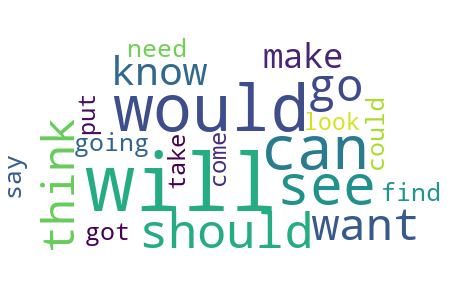 need
make
know
go
would
put
look
could
going
can
take
come
think
will
see
say
find
got
should
want